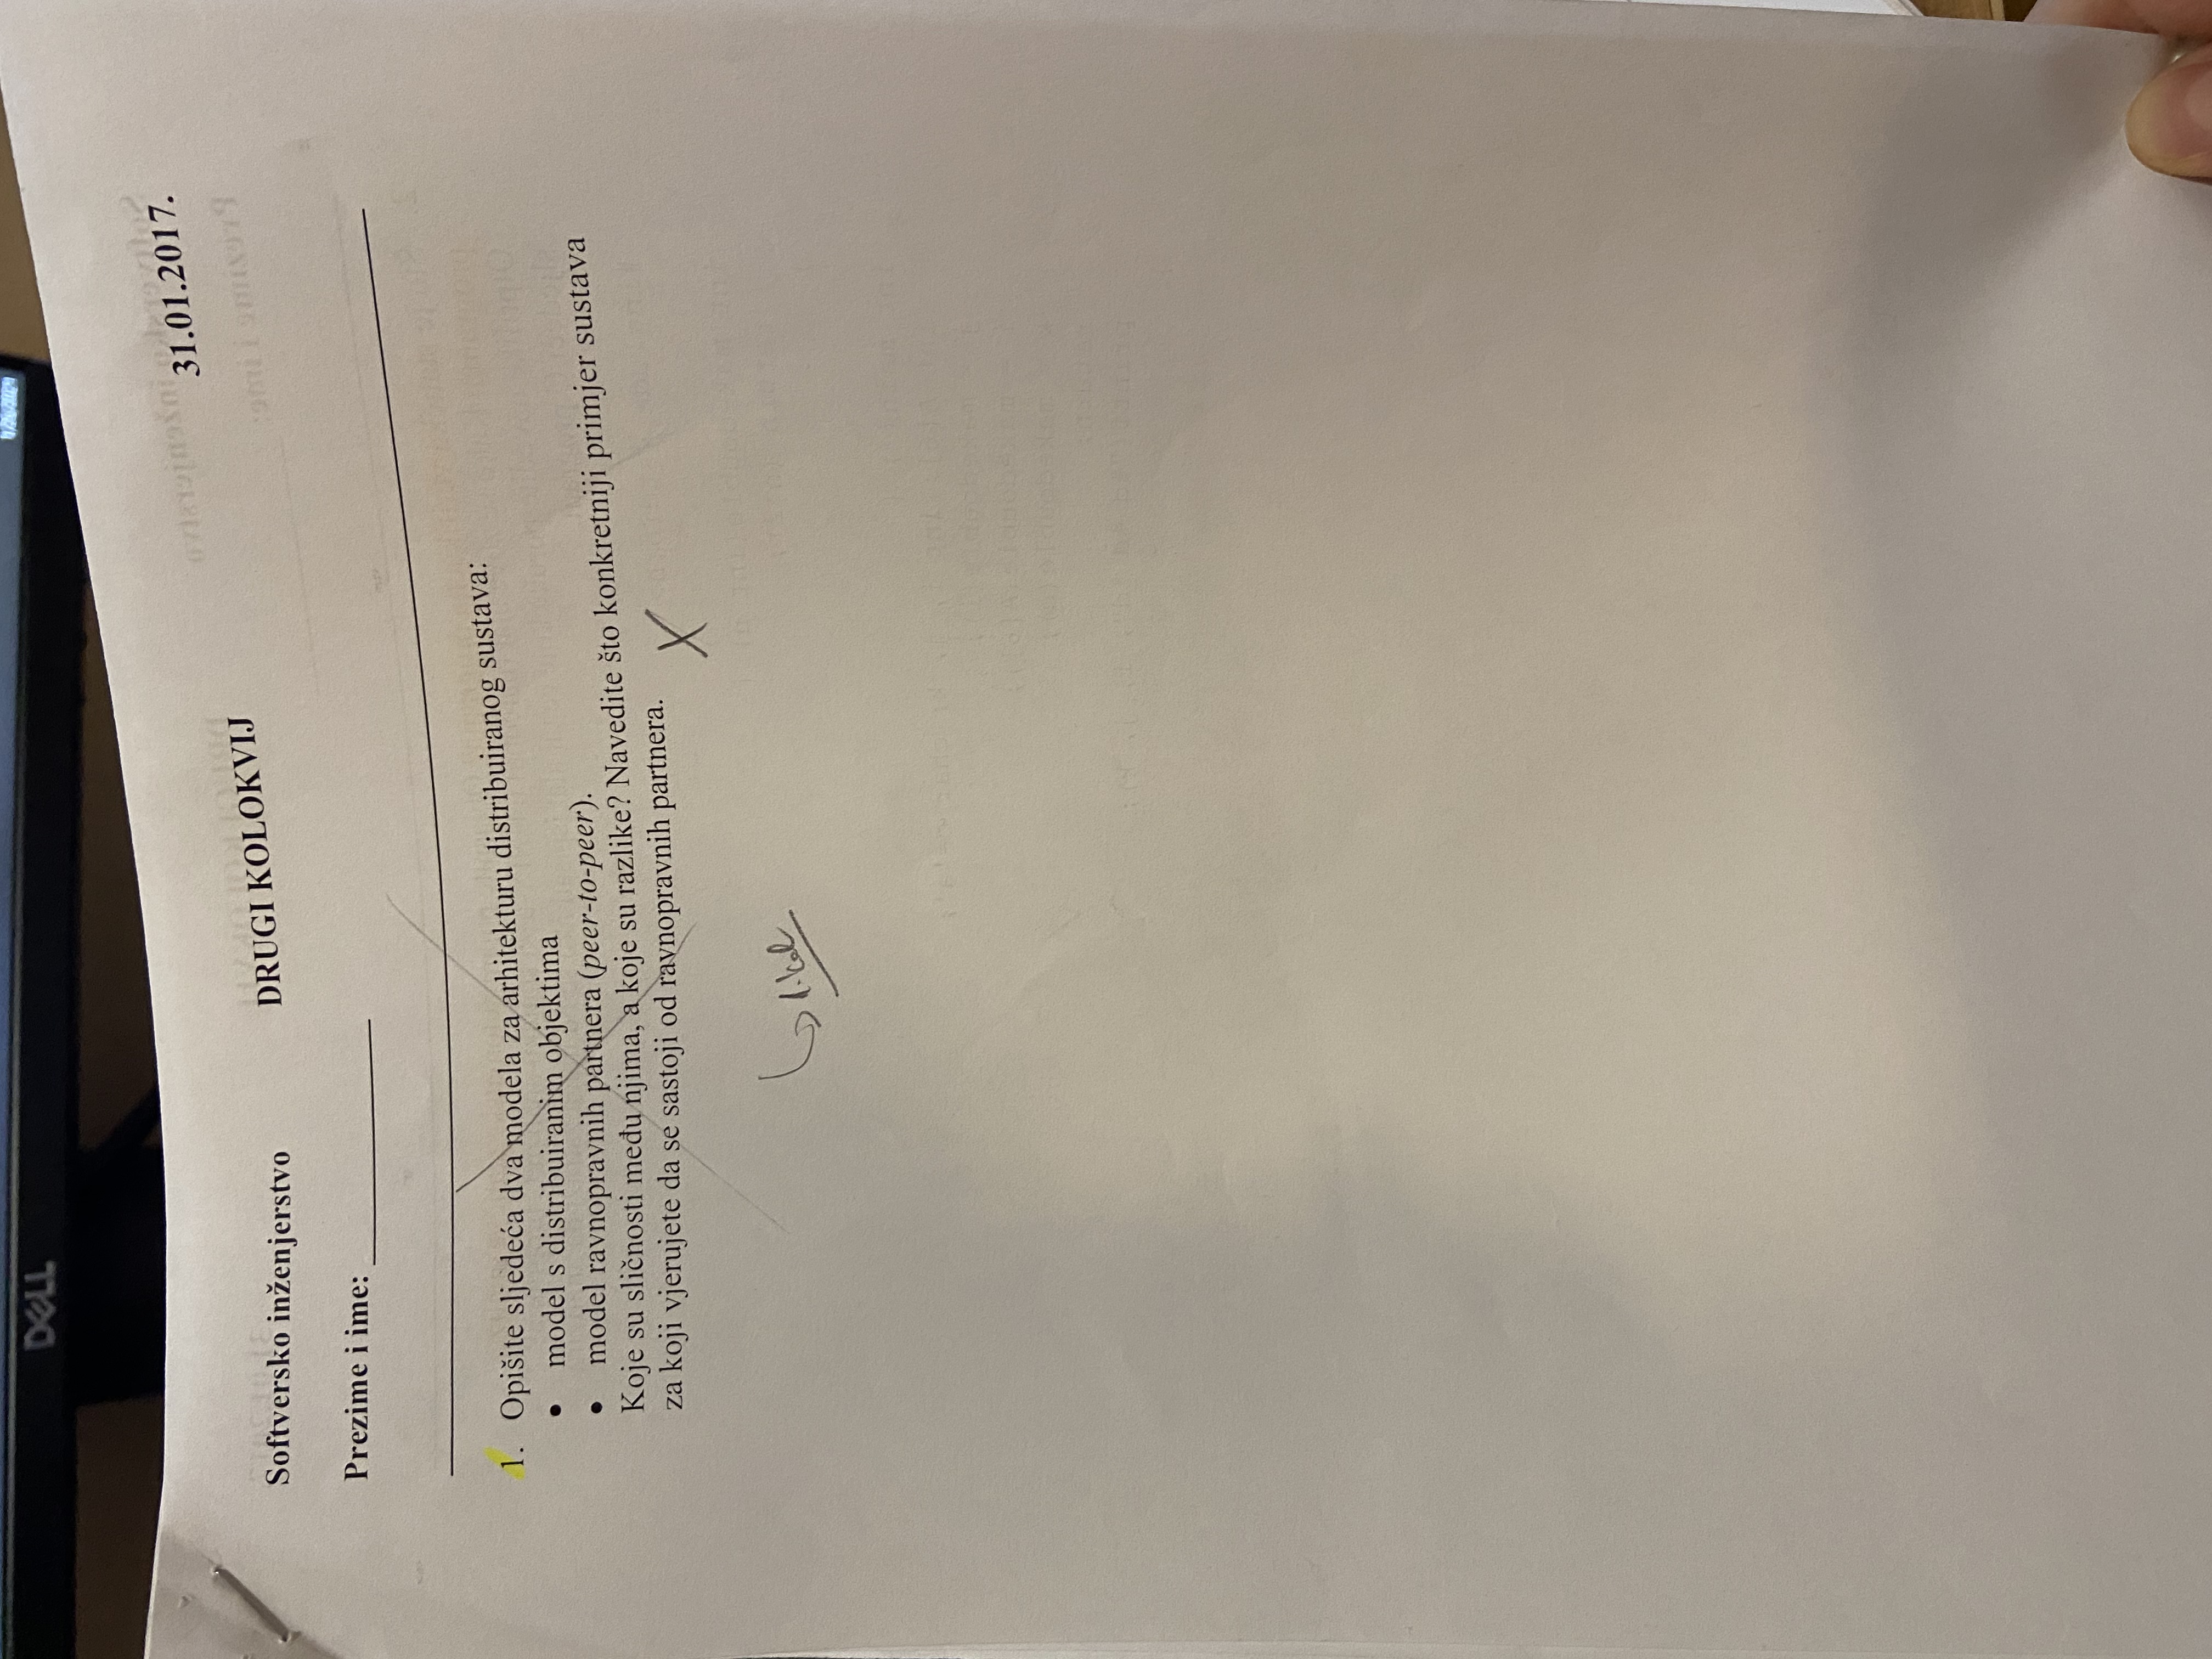 DELL
31.01.2017.
Softversko inženjerstvo DRUGI KOLOKVIJ
Prezime i ime:
1. Opišite sljedeća dva modela za arhitekturu distribuiranog sustava:
• model s distribuiranim objektima
• model ravnopravnih partnera (peer-to-peer).
Koje su sličnosti među njima, a koje su razlike? Navedite što konkretniji primjer sustava
za koji vjerujete da se sastoji od ravnopravnih partnera.
X
1. kol